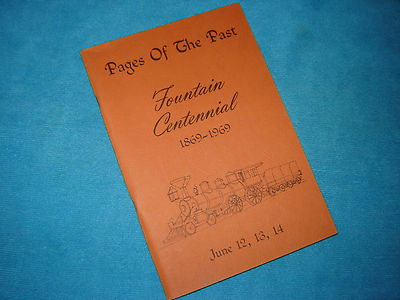 Pages Of The Past
Fountain
Centennial
1869-1969
June 12, 13, 14